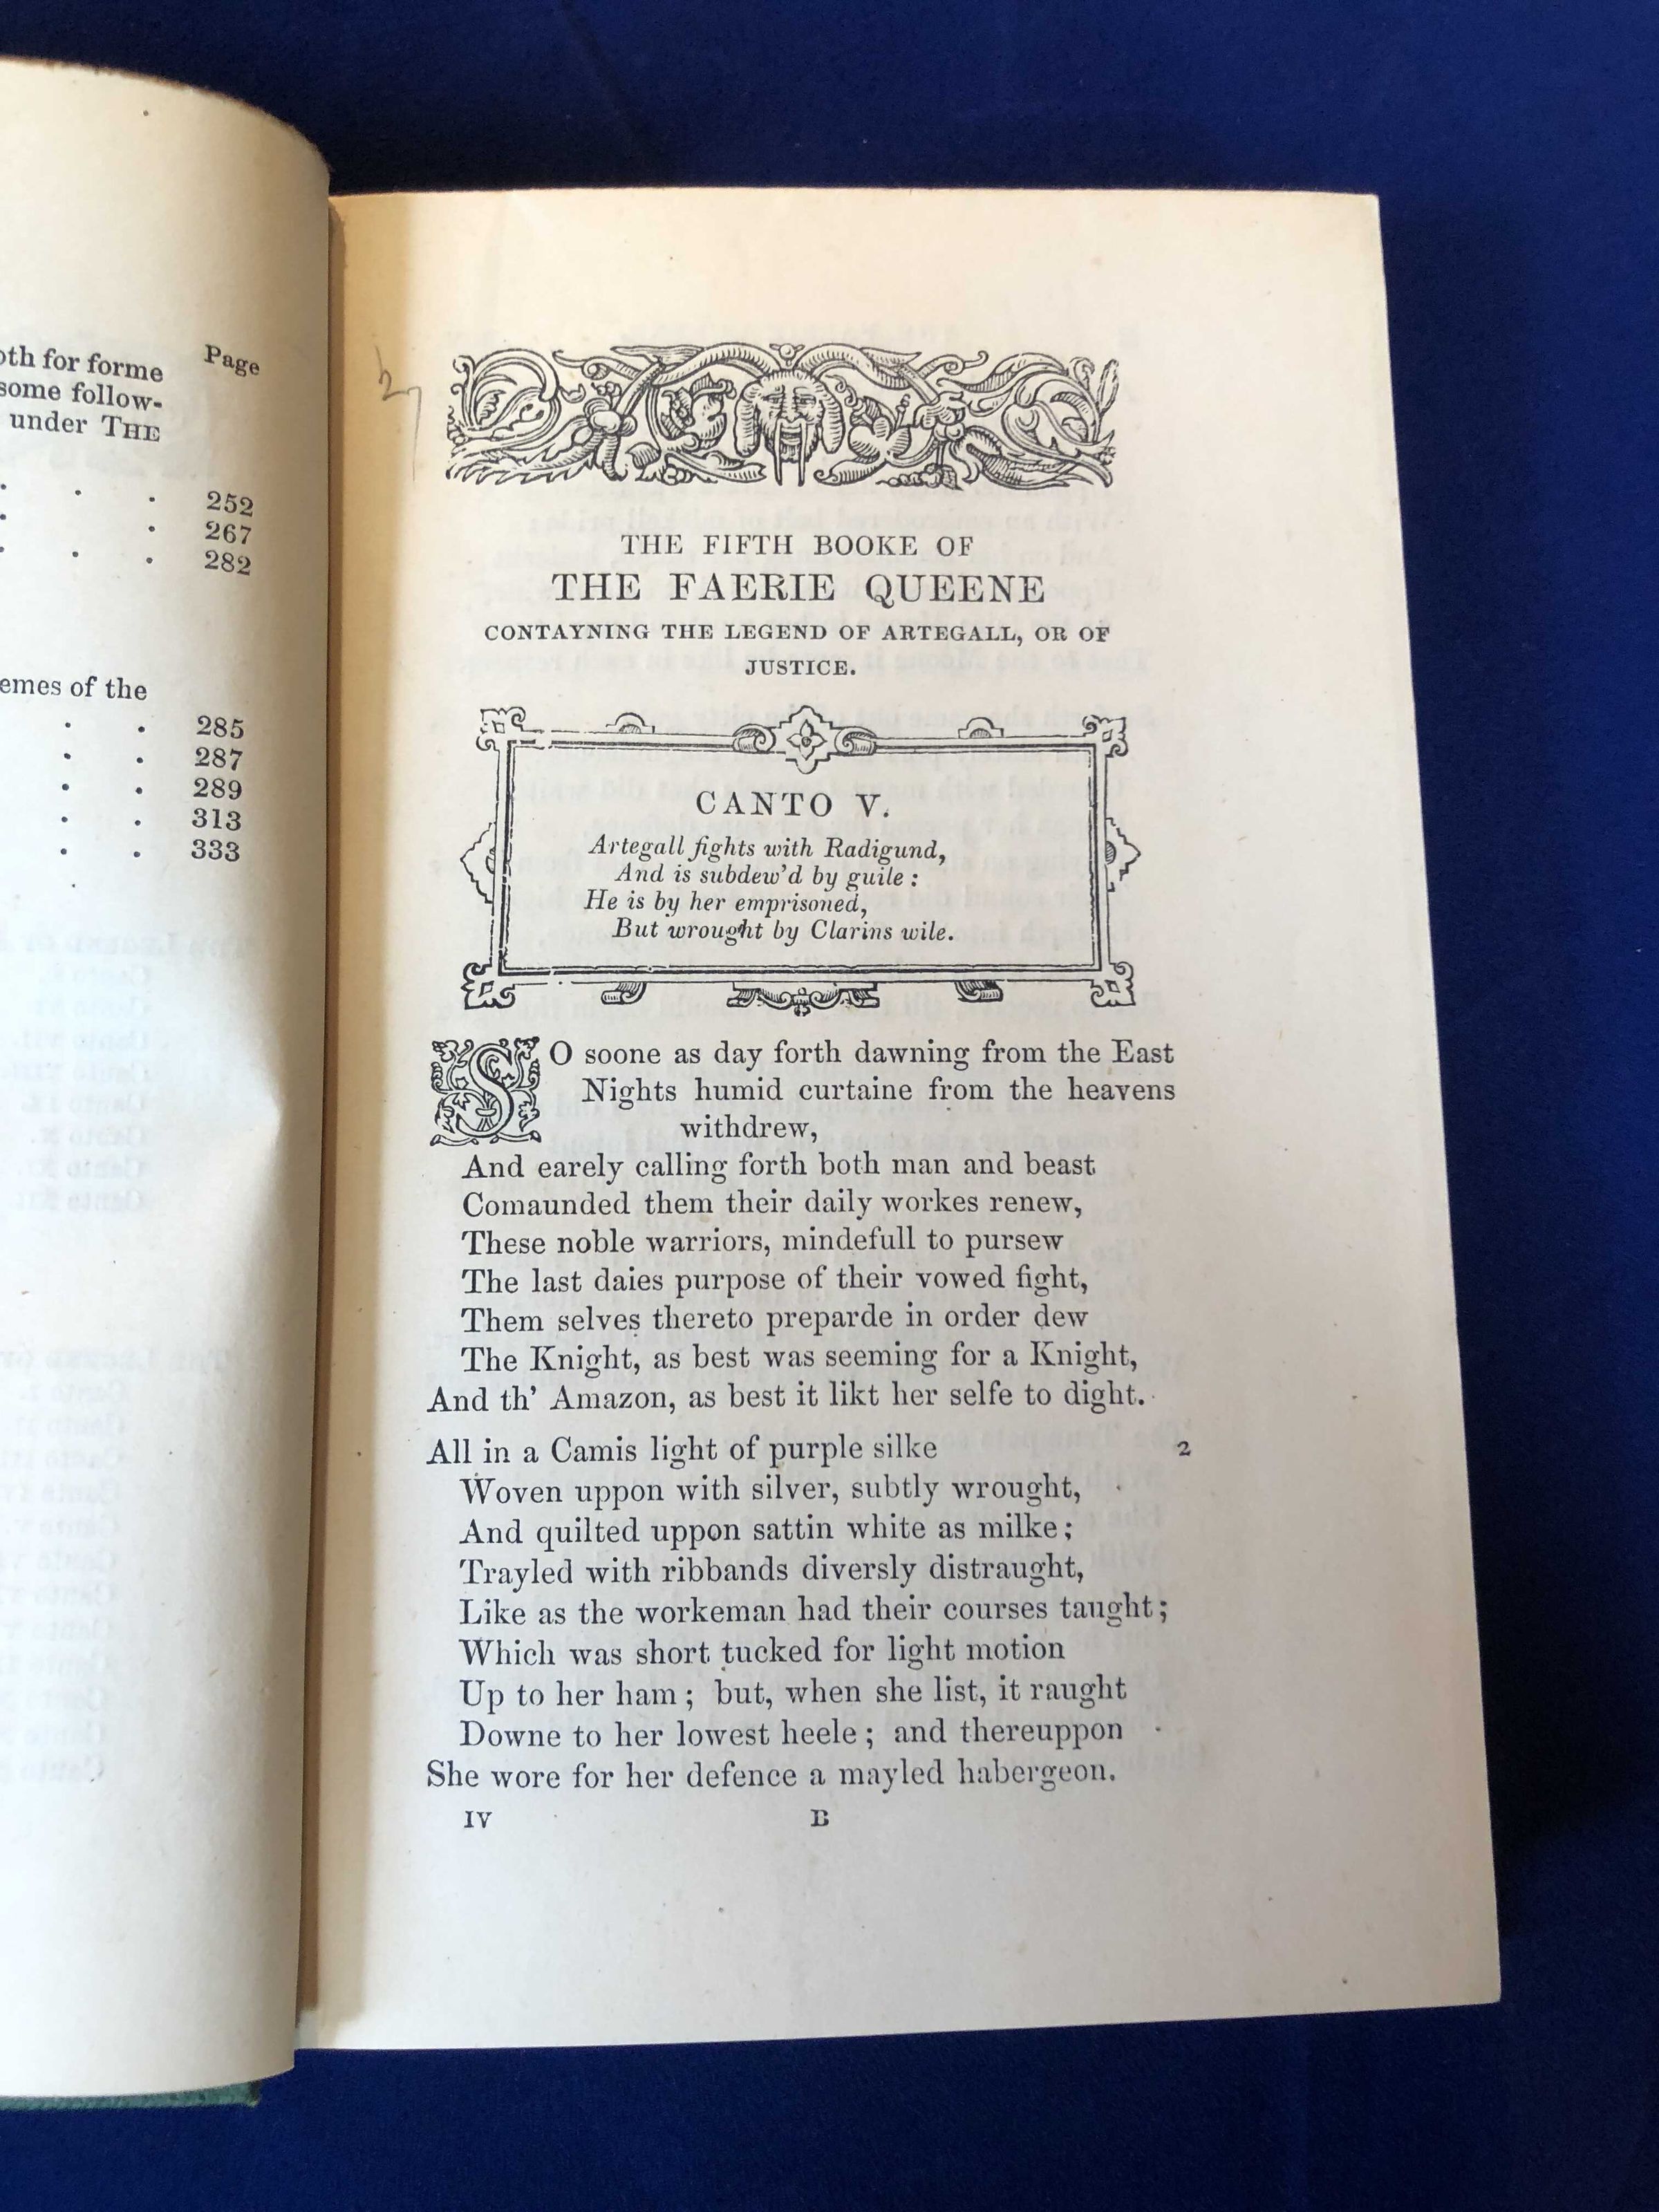 oth for forme Page
some follow-
under THE
252
267
282
emes of the
285
287
289
313
333
THE FIFTH BOOKE OF
THE FAERIE QUEENE
CONTAYNING THE LEGEND OF ARTEGALL, OR OF
JUSTICE.
CANTO V.
Artegall fights with Radigund,
And is subdew'd by guile :
He is by her emprisoned,
But wrought by Clarins wile.
SO soone as day forth dawning from the East
Nights humid curtaine from the heavens
withdrew,
And earely calling forth both man and beast
Comaunded them their daily workes renew,
These noble warriors, mindefull to pursew
The last daies purpose of their vowed fight,
Them selves thereto preparde in order dew
The Knight, as best was seeming for a Knight,
And th' Amazon, as best it likt her selfe to dight.
All in a Camis light of purple silke 2
Woven uppon with silver, subtly wrought,
And quilted uppon sattin white as milke ;
Trayled with ribbands diversly distraught,
Like as the workeman had their courses taught ;
Which was short tucked for light motion
Up to her ham ; but, when she list, it raught
Downe to her lowest heele ; and thereuppon
She wore for her defence a mayled habergeon.
IV B